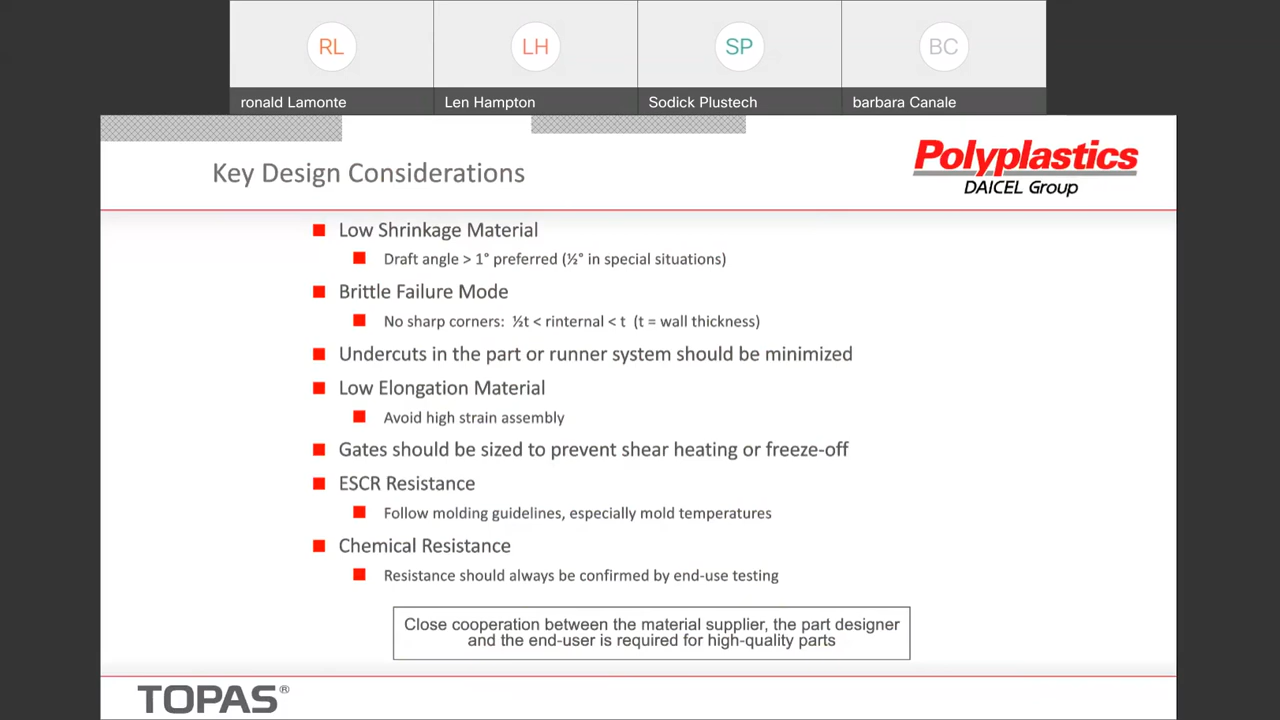 RL
LH
SP
BC
ronald Lamonte
Len Hampton
Sodick Plustech
barbara Canale
Key Design Considerations
Polyplastics
DAICEL Group
Low Shrinkage Material
Draft angle > 1° preferred (½° in special situations)
Brittle Failure Mode
No sharp corners: ½t < rinternal < t (t = wall thickness)
Undercuts in the part or runner system should be minimized
Low Elongation Material
Avoid high strain assembly
Gates should be sized to prevent shear heating or freeze-off
ESCR Resistance
Follow molding guidelines, especially mold temperatures
Chemical Resistance
Resistance should always be confirmed by end-use testing
Close cooperation between the material supplier, the part designer
and the end-user is required for high-quality parts
TOPAS®